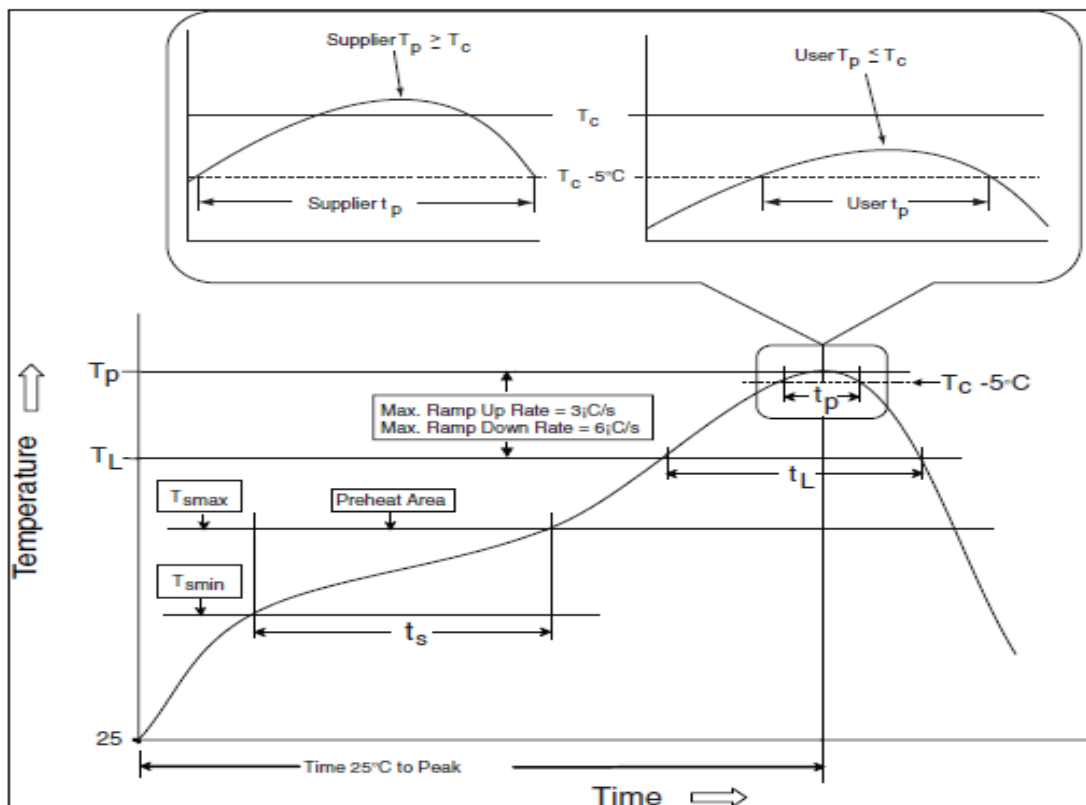 Supplier Tp ≥ Tc
User Tp ≤ Tc
Tc
Tc -5°C
Supplier tp
User tp
Tp
Tc -5°C
tp
Max. Ramp Up Rate = 3¡C/s
Max. Ramp Down Rate = 6¡C/s
TL
tL
Tsmax
Preheat Area
Tsmin
ts
Temperature
25
Time 25°C to Peak
Time